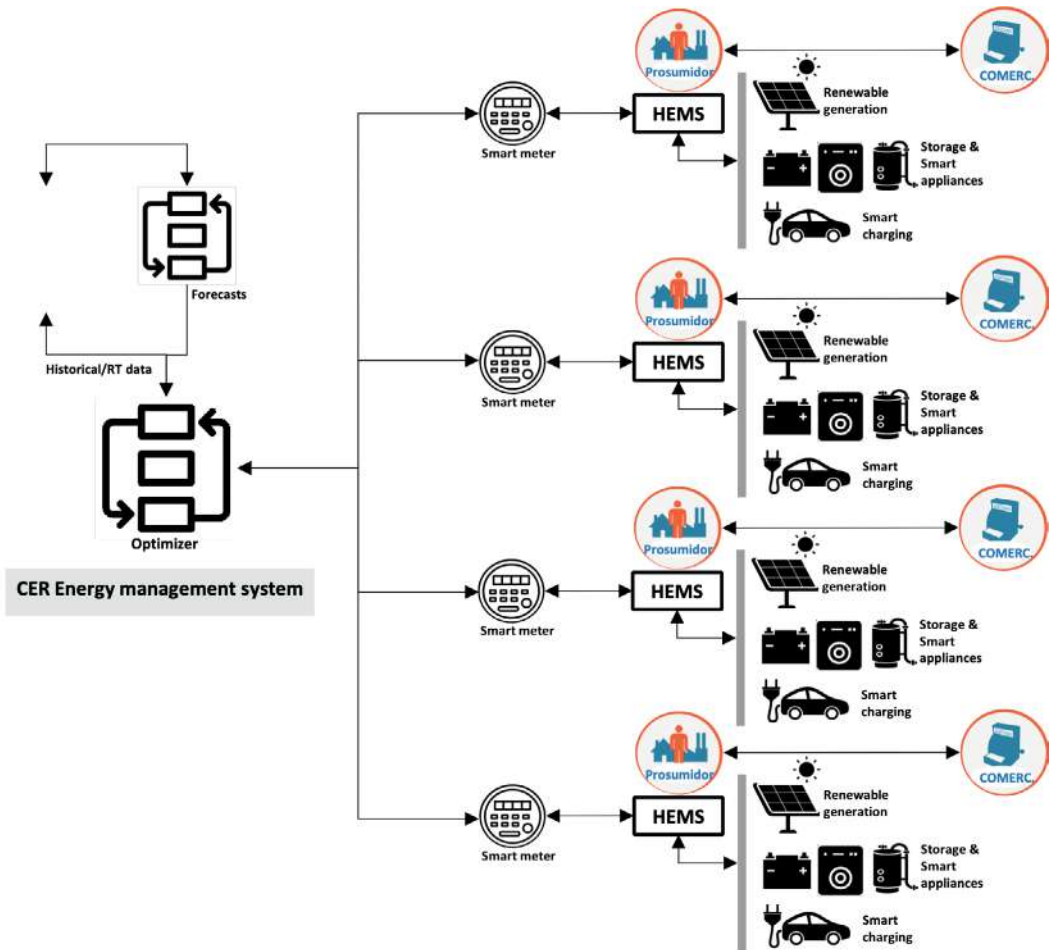 Forecasts
Historical/RT data
Optimizer
CER Energy management system
Prosumidor
COMERC.
Smart meter
HEMS
Renewable
generation
Storage &
Smart
appliances
Smart
charging
Prosumidor
COMERC.
Smart meter
HEMS
Renewable
generation
Storage &
Smart
appliances
Smart
charging
Prosumidor
COMERC.
Smart meter
HEMS
Renewable
generation
Storage &
Smart
appliances
Smart
charging
Prosumidor
COMERC.
Smart meter
HEMS
Renewable
generation
Storage &
Smart
appliances
Smart
charging